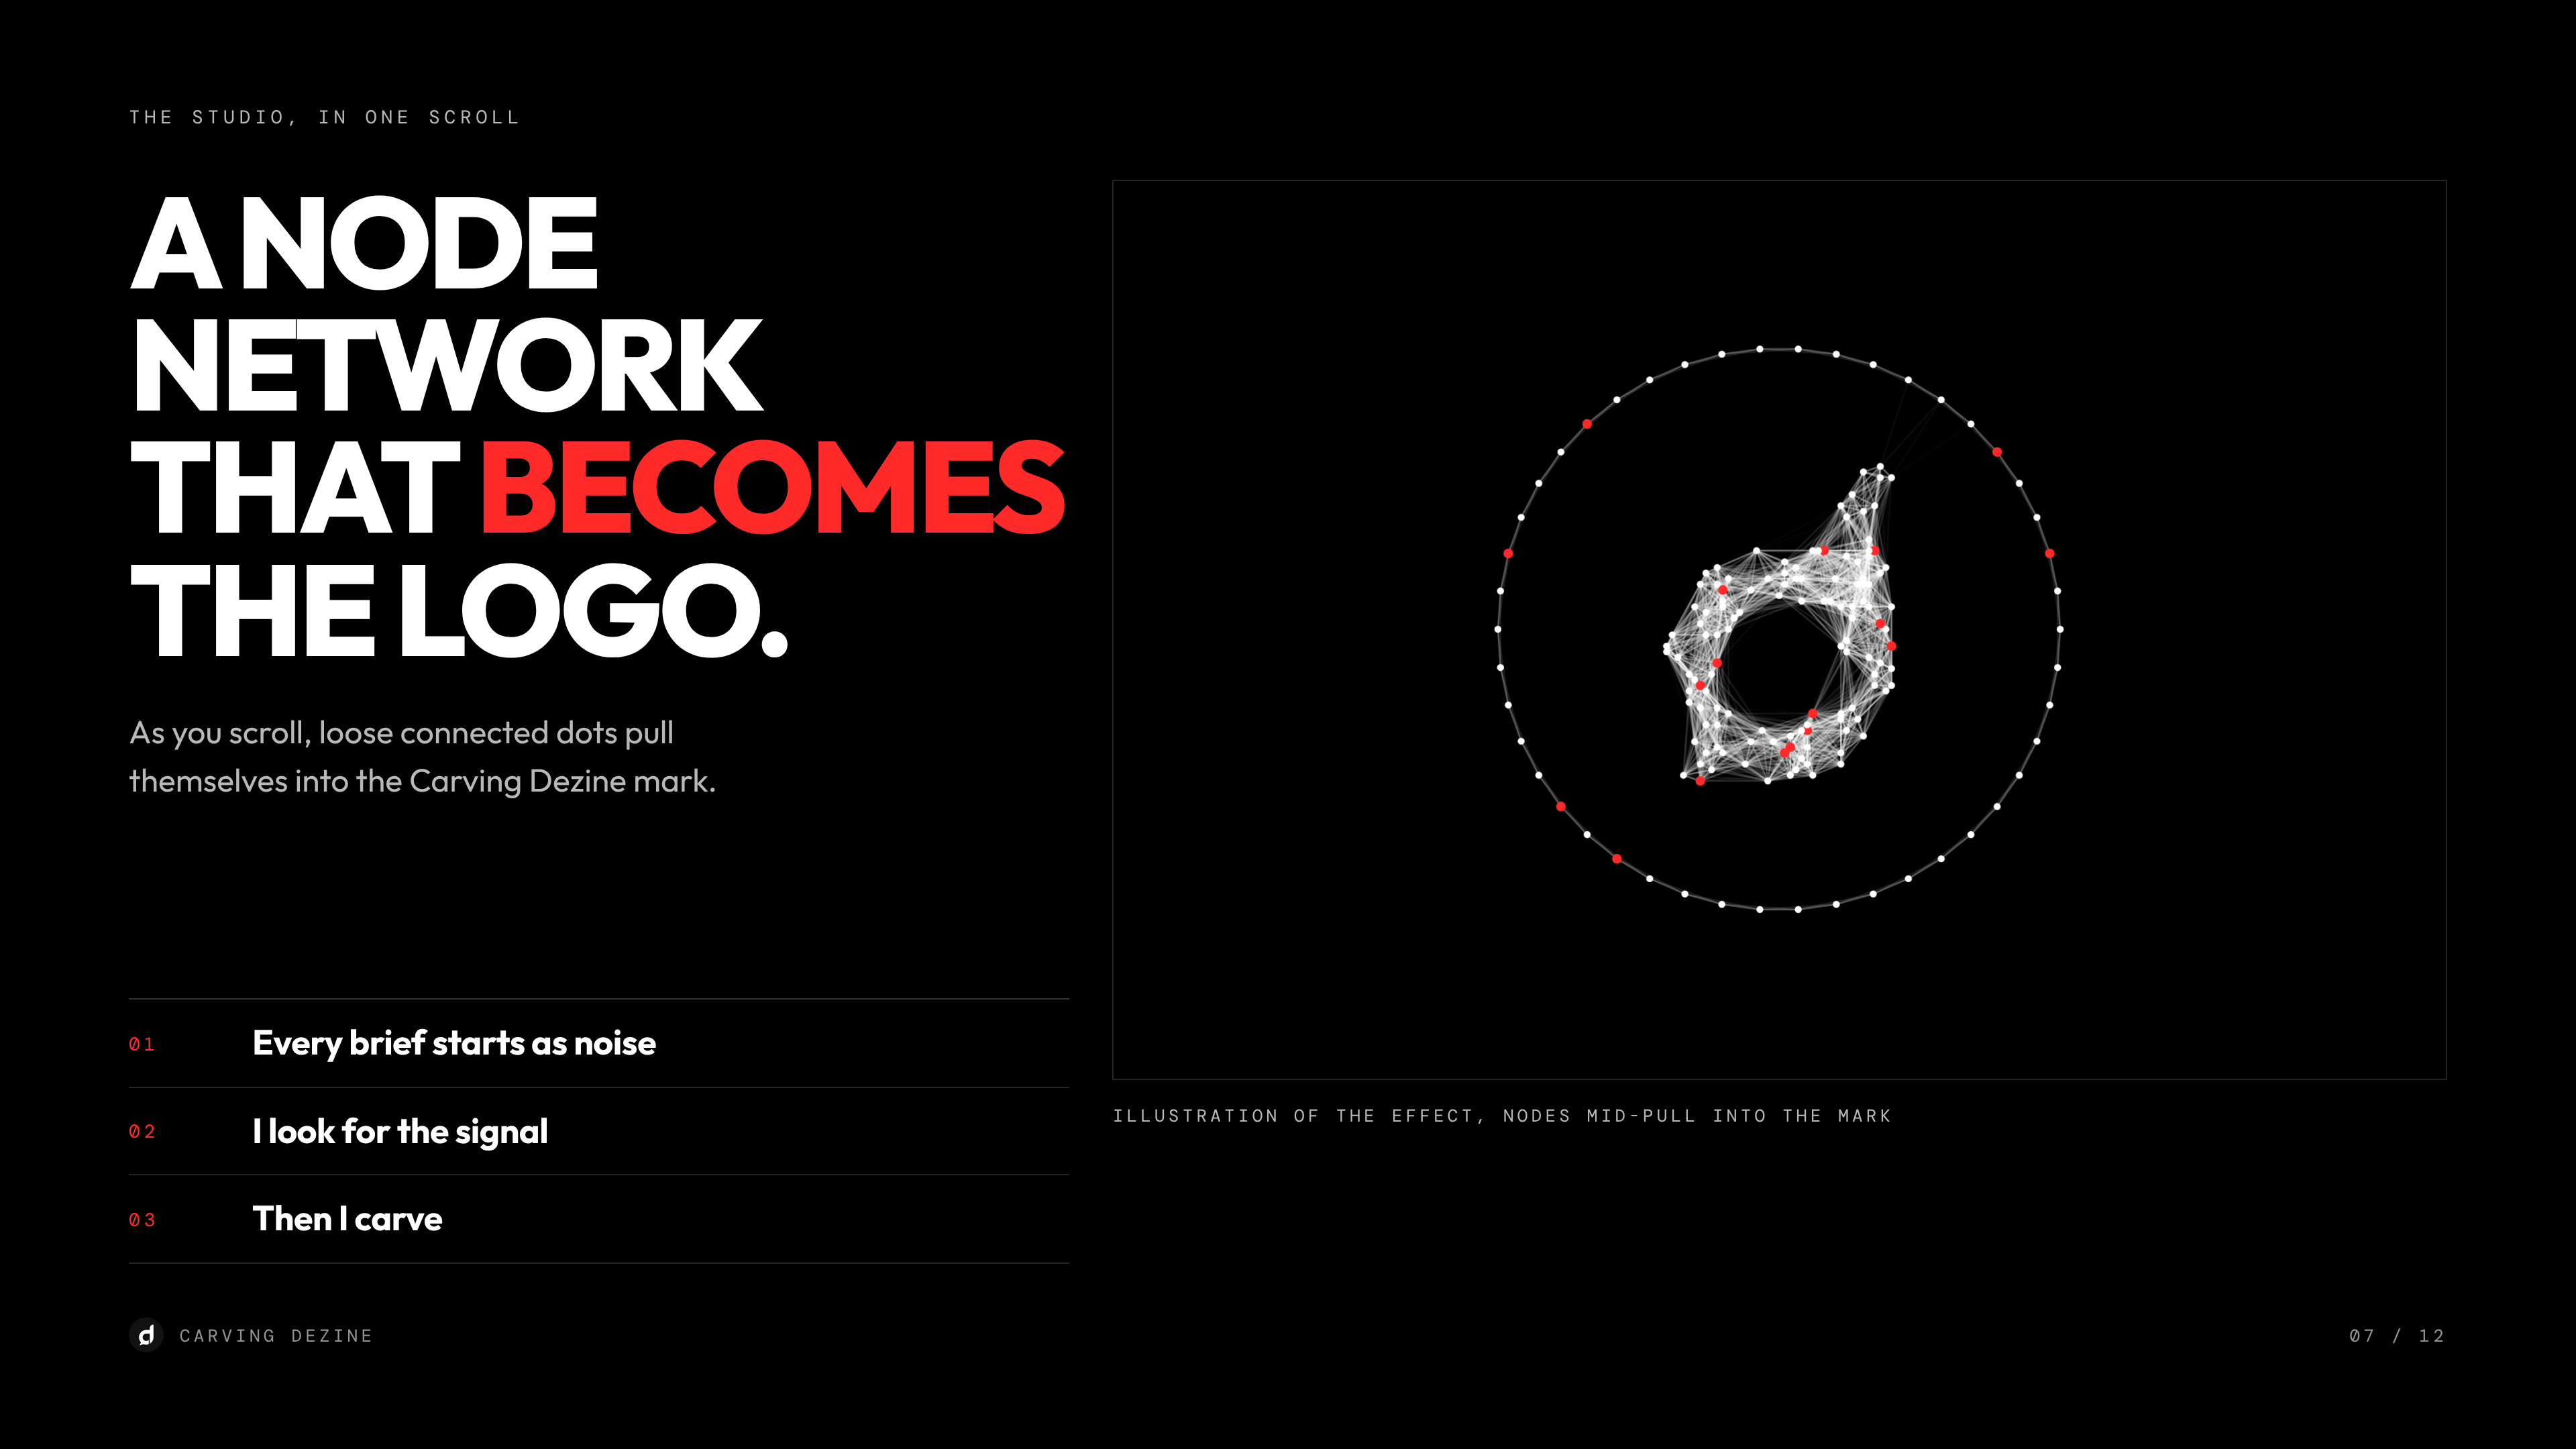 THE STUDIO, IN ONE SCROLL
A NODE
NETWORK
THAT BECOMES
THE LOGO.
As you scroll, loose connected dots pull
themselves into the Carving Dezine mark.
01 Every brief starts as noise
02 I look for the signal
03 Then I carve
ILLUSTRATION OF THE EFFECT, NODES MID-PULL INTO THE MARK
d CARVING DEZINE
07 / 12